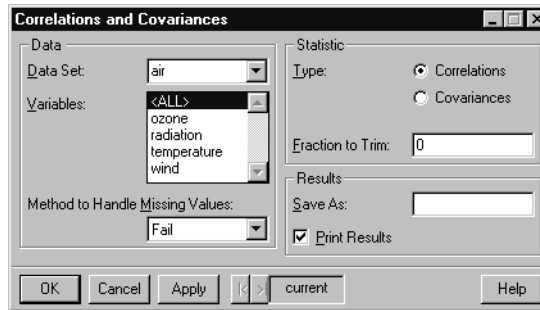 Correlations and Covariances
Data
Data Set:
air
Variables:
<ALL>
ozone
radiation
temperature
wind
Method to Handle Missing Values:
Fail
Statistic
Type:
Correlations
Covariances
Fraction to Trim:
0
Results
Save As:
Print Results
OK
Cancel
Apply
current
Help